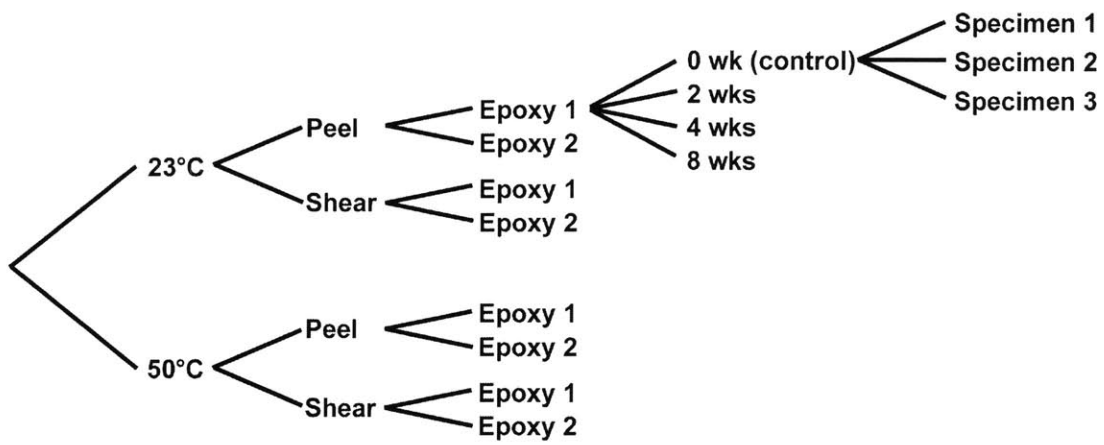 23°C
Peel
Epoxy 1
0 wk (control)
Specimen 1
Specimen 2
Specimen 3
2 wks
4 wks
8 wks
Epoxy 2
Shear
Epoxy 1
Epoxy 2
50°C
Peel
Epoxy 1
Epoxy 2
Shear
Epoxy 1
Epoxy 2